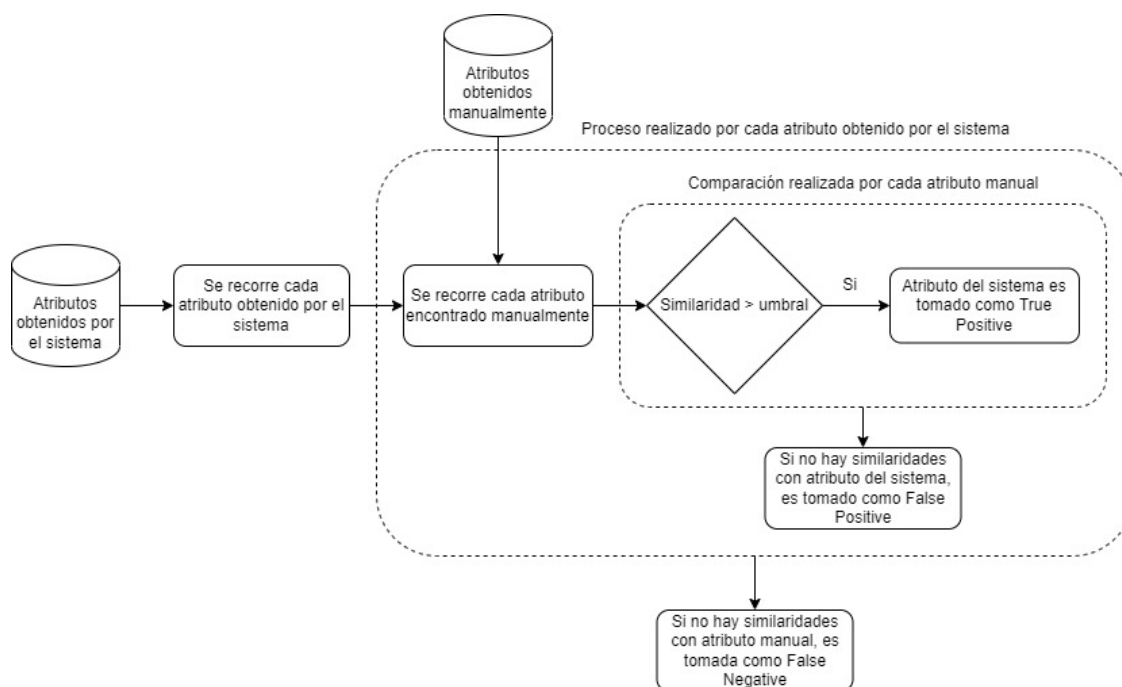 Atributos
obtenidos
manualmente
Proceso realizado por cada atributo obtenido por el sistema
Comparación realizada por cada atributo manual
Atributos
obtenidos por
el sistema
Se recorre cada
atributo obtenido por el
sistema
Se recorre cada atributo
encontrado manualmente
Similaridad > umbral
Si
Atributo del sistema es
tomado como True
Positive
Si no hay similaridades
con atributo del sistema,
es tomado como False
Positive
Si no hay similaridades
con atributo manual, es
tomada como False
Negative